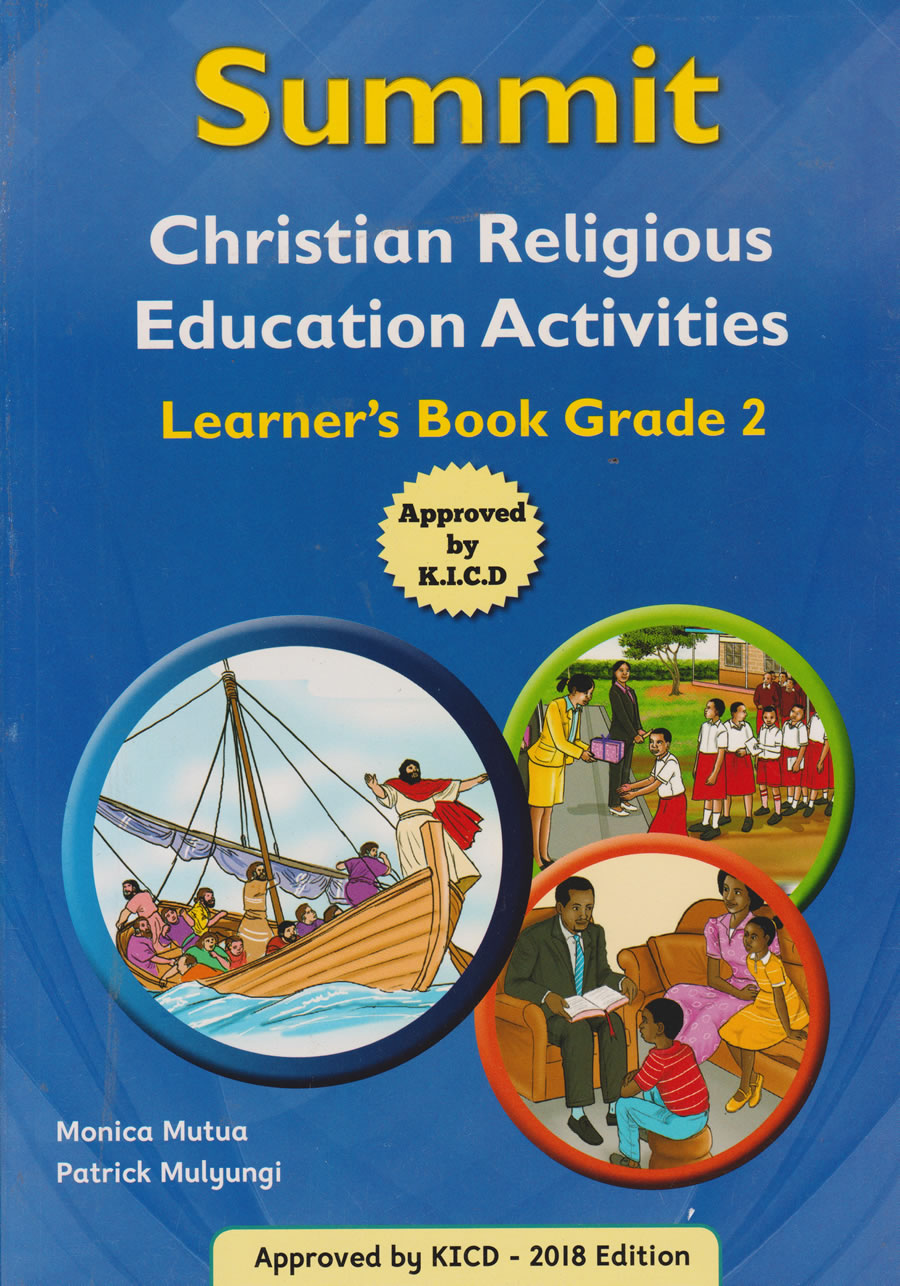 Summit
Christian Religious
Education Activities
Learner's Book Grade 2
Approved
by
K.I.C.D
Monica Mutua
Patrick Mulyungi
Approved by KICD - 2018 Edition